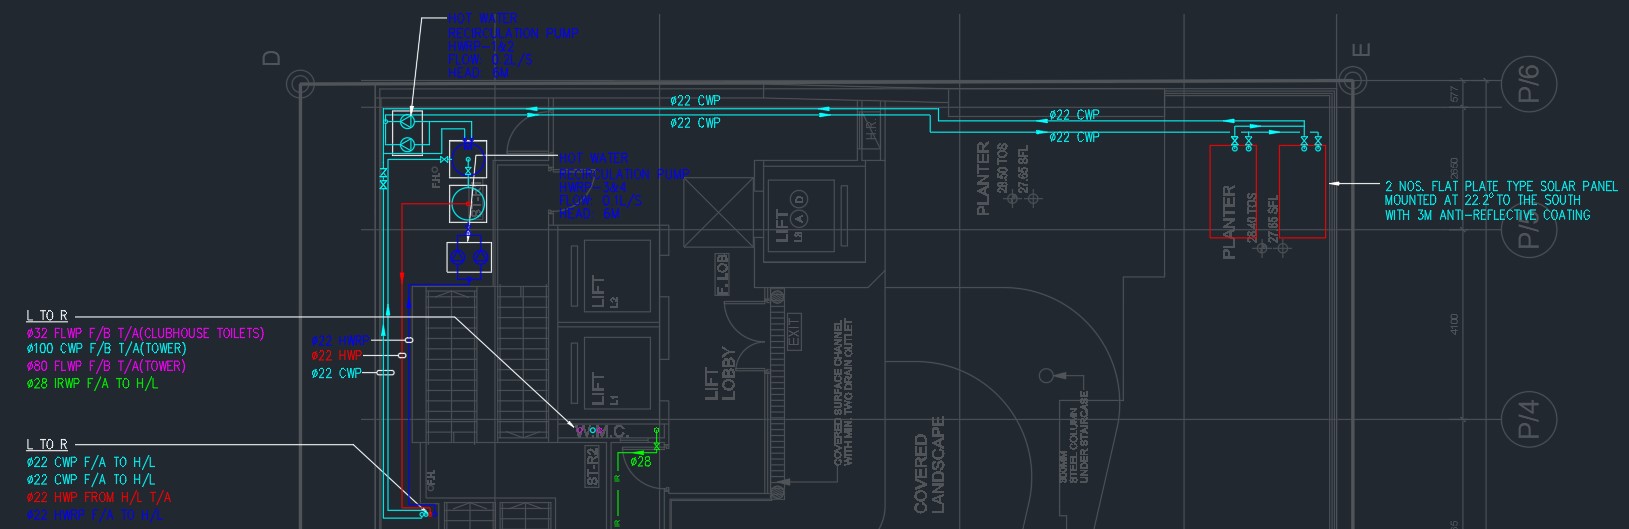 HOT WATER
RECIRCULATION PUMP
HWRP-1&2
FLOW: 0.2L/S
HEAD: 6M
D
E
P/6
577
ø22 CWP
ø22 CWP
ø22 CWP
ø22 CWP
H.R
F.H.
HOT WATER
RECIRCULATION PUMP
HWRP-3&4
FLOW: 0.1L/S
HEAD: 6M
PLANTER
28.50 TOS
27.65 SFL
PLANTER
28.40 TOS
27.65 SFL
2650
2 NOS. FLAT PLATE TYPE SOLAR PANEL
MOUNTED AT 22.2° TO THE SOUTH
WITH 3M ANTI-REFLECTIVE COATING
LIFT
L3
D
A
LIFT
L2
F. LOB
L TO R
ø32 FLWP F/B T/A(CLUBHOUSE TOILETS)
ø100 CWP F/B T/A(TOWER)
ø80 FLWP F/B T/A(TOWER)
ø28 IRWP F/A TO H/L
ø22 HWRP
ø22 HWP
ø22 CWP
LIFT
L1
LIFT
LOBBY
EXIT
COVERED SURFACE CHANNEL
WITH MIN. TWO DRAIN OUTLET
4100
P/4
300MM
STEEL COLUMN
UNDER STAIRCASE
COVERED
LANDSCAPE
W.M.C.
ø28
ST-R2
IR
IR
F.H.
L TO R
ø22 CWP F/A TO H/L
ø22 CWP F/A TO H/L
ø22 HWP FROM H/L T/A
ø22 HWRP F/A TO H/L